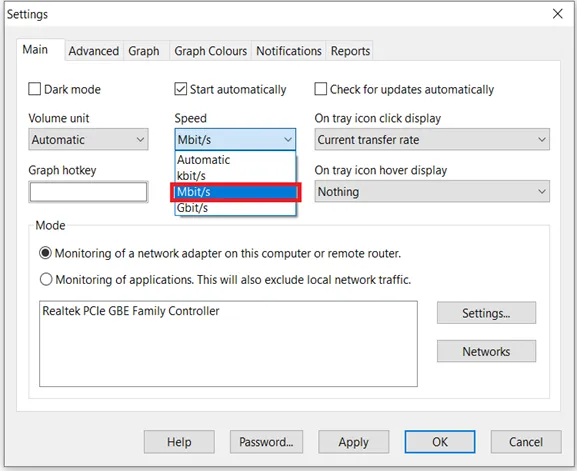 Settings
Main Advanced Graph Graph Colours Notifications Reports
Dark mode Start automatically Check for updates automatically
Volume unit Speed On tray icon click display
Automatic Mbit/s Current transfer rate
Automatic
Graph hotkey kbit/s On tray icon hover display
Mbit/s Nothing
Gbit/s
Mode
Monitoring of a network adapter on this computer or remote router.
Monitoring of applications. This will also exclude local network traffic.
Realtek PCIe GBE Family Controller Settings...
Networks
Help Password... Apply OK Cancel